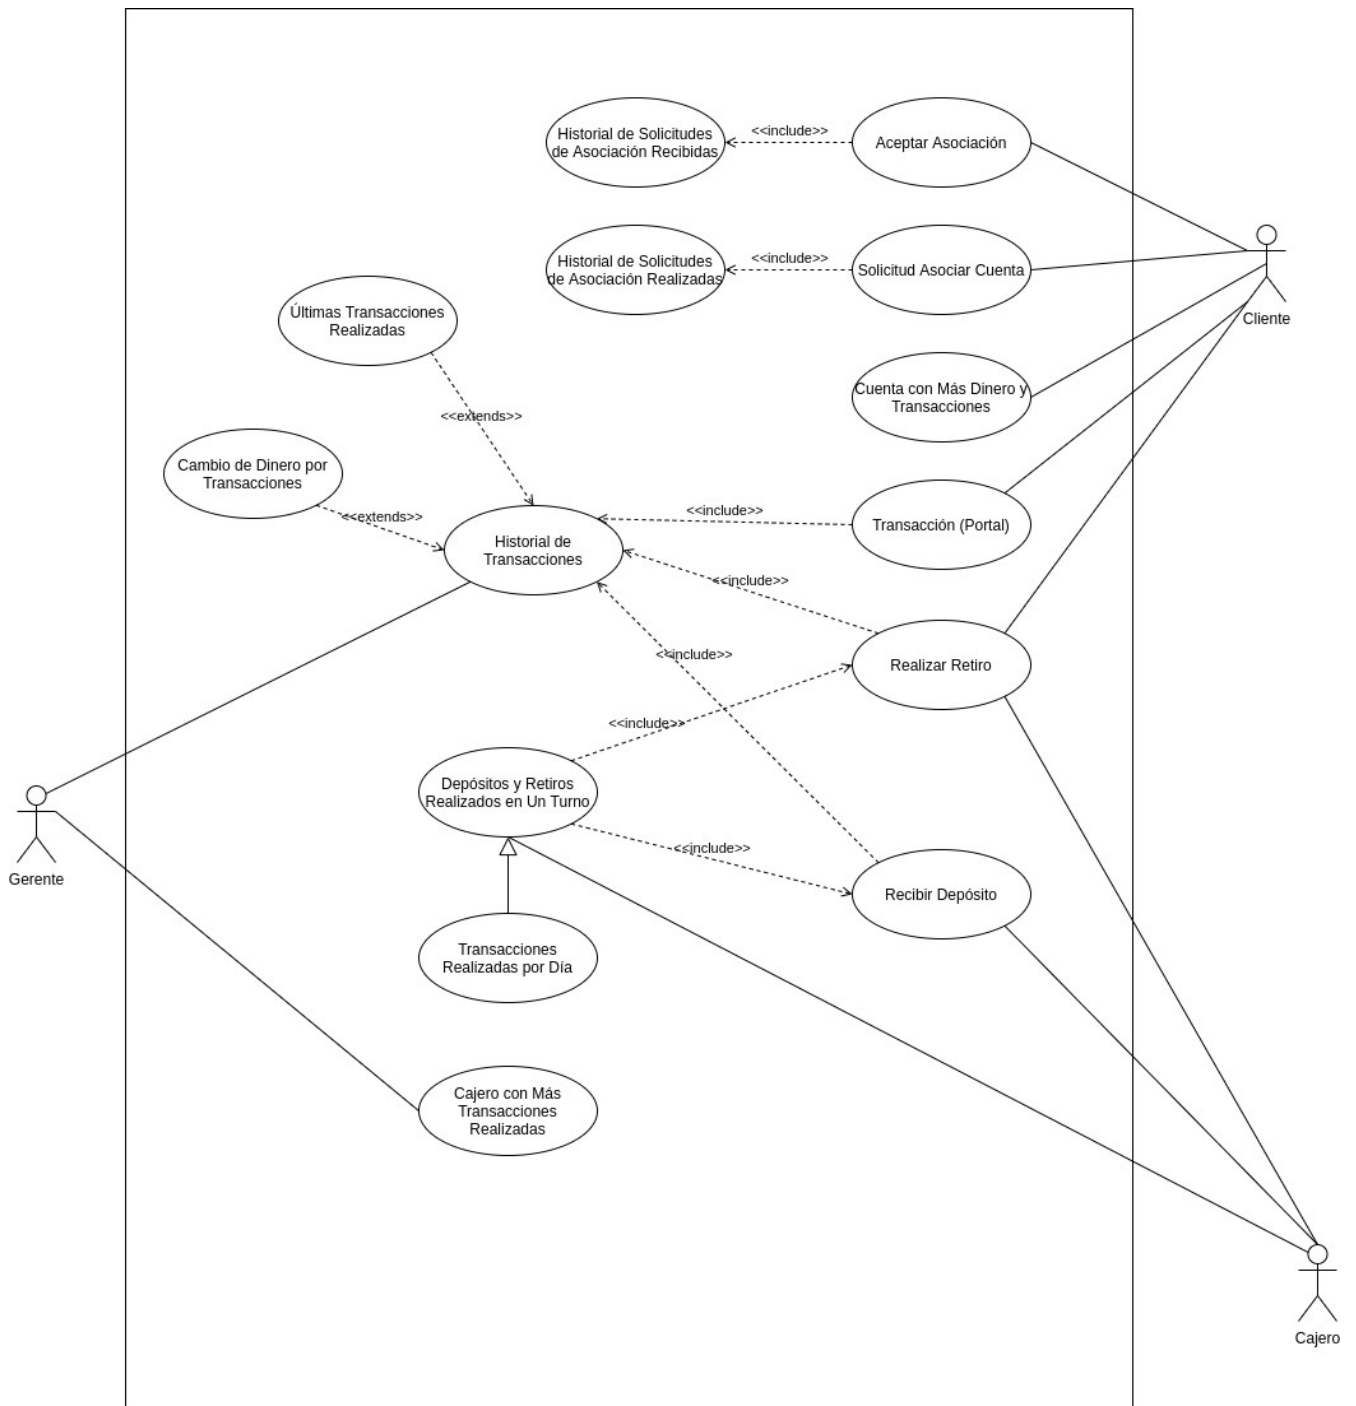 Historial de Solicitudes
de Asociación Recibidas
<<include>>
Aceptar Asociación
Historial de Solicitudes
de Asociación Realizadas
<<include>>
Solicitud Asociar Cuenta
Cliente
Últimas Transacciones
Realizadas
<<extends>>
Cuenta con Más Dinero y
Transacciones
Cambio de Dinero por
Transacciones
<<extends>>
Historial de
Transacciones
<<include>>
Transacción (Portal)
<<include>>
<<include>>
Realizar Retiro
<<include>>
Depósitos y Retiros
Realizados en Un Turno
<<include>>
Gerente
Recibir Depósito
Transacciones
Realizadas por Día
Cajero con Más
Transacciones
Realizadas
Cajero